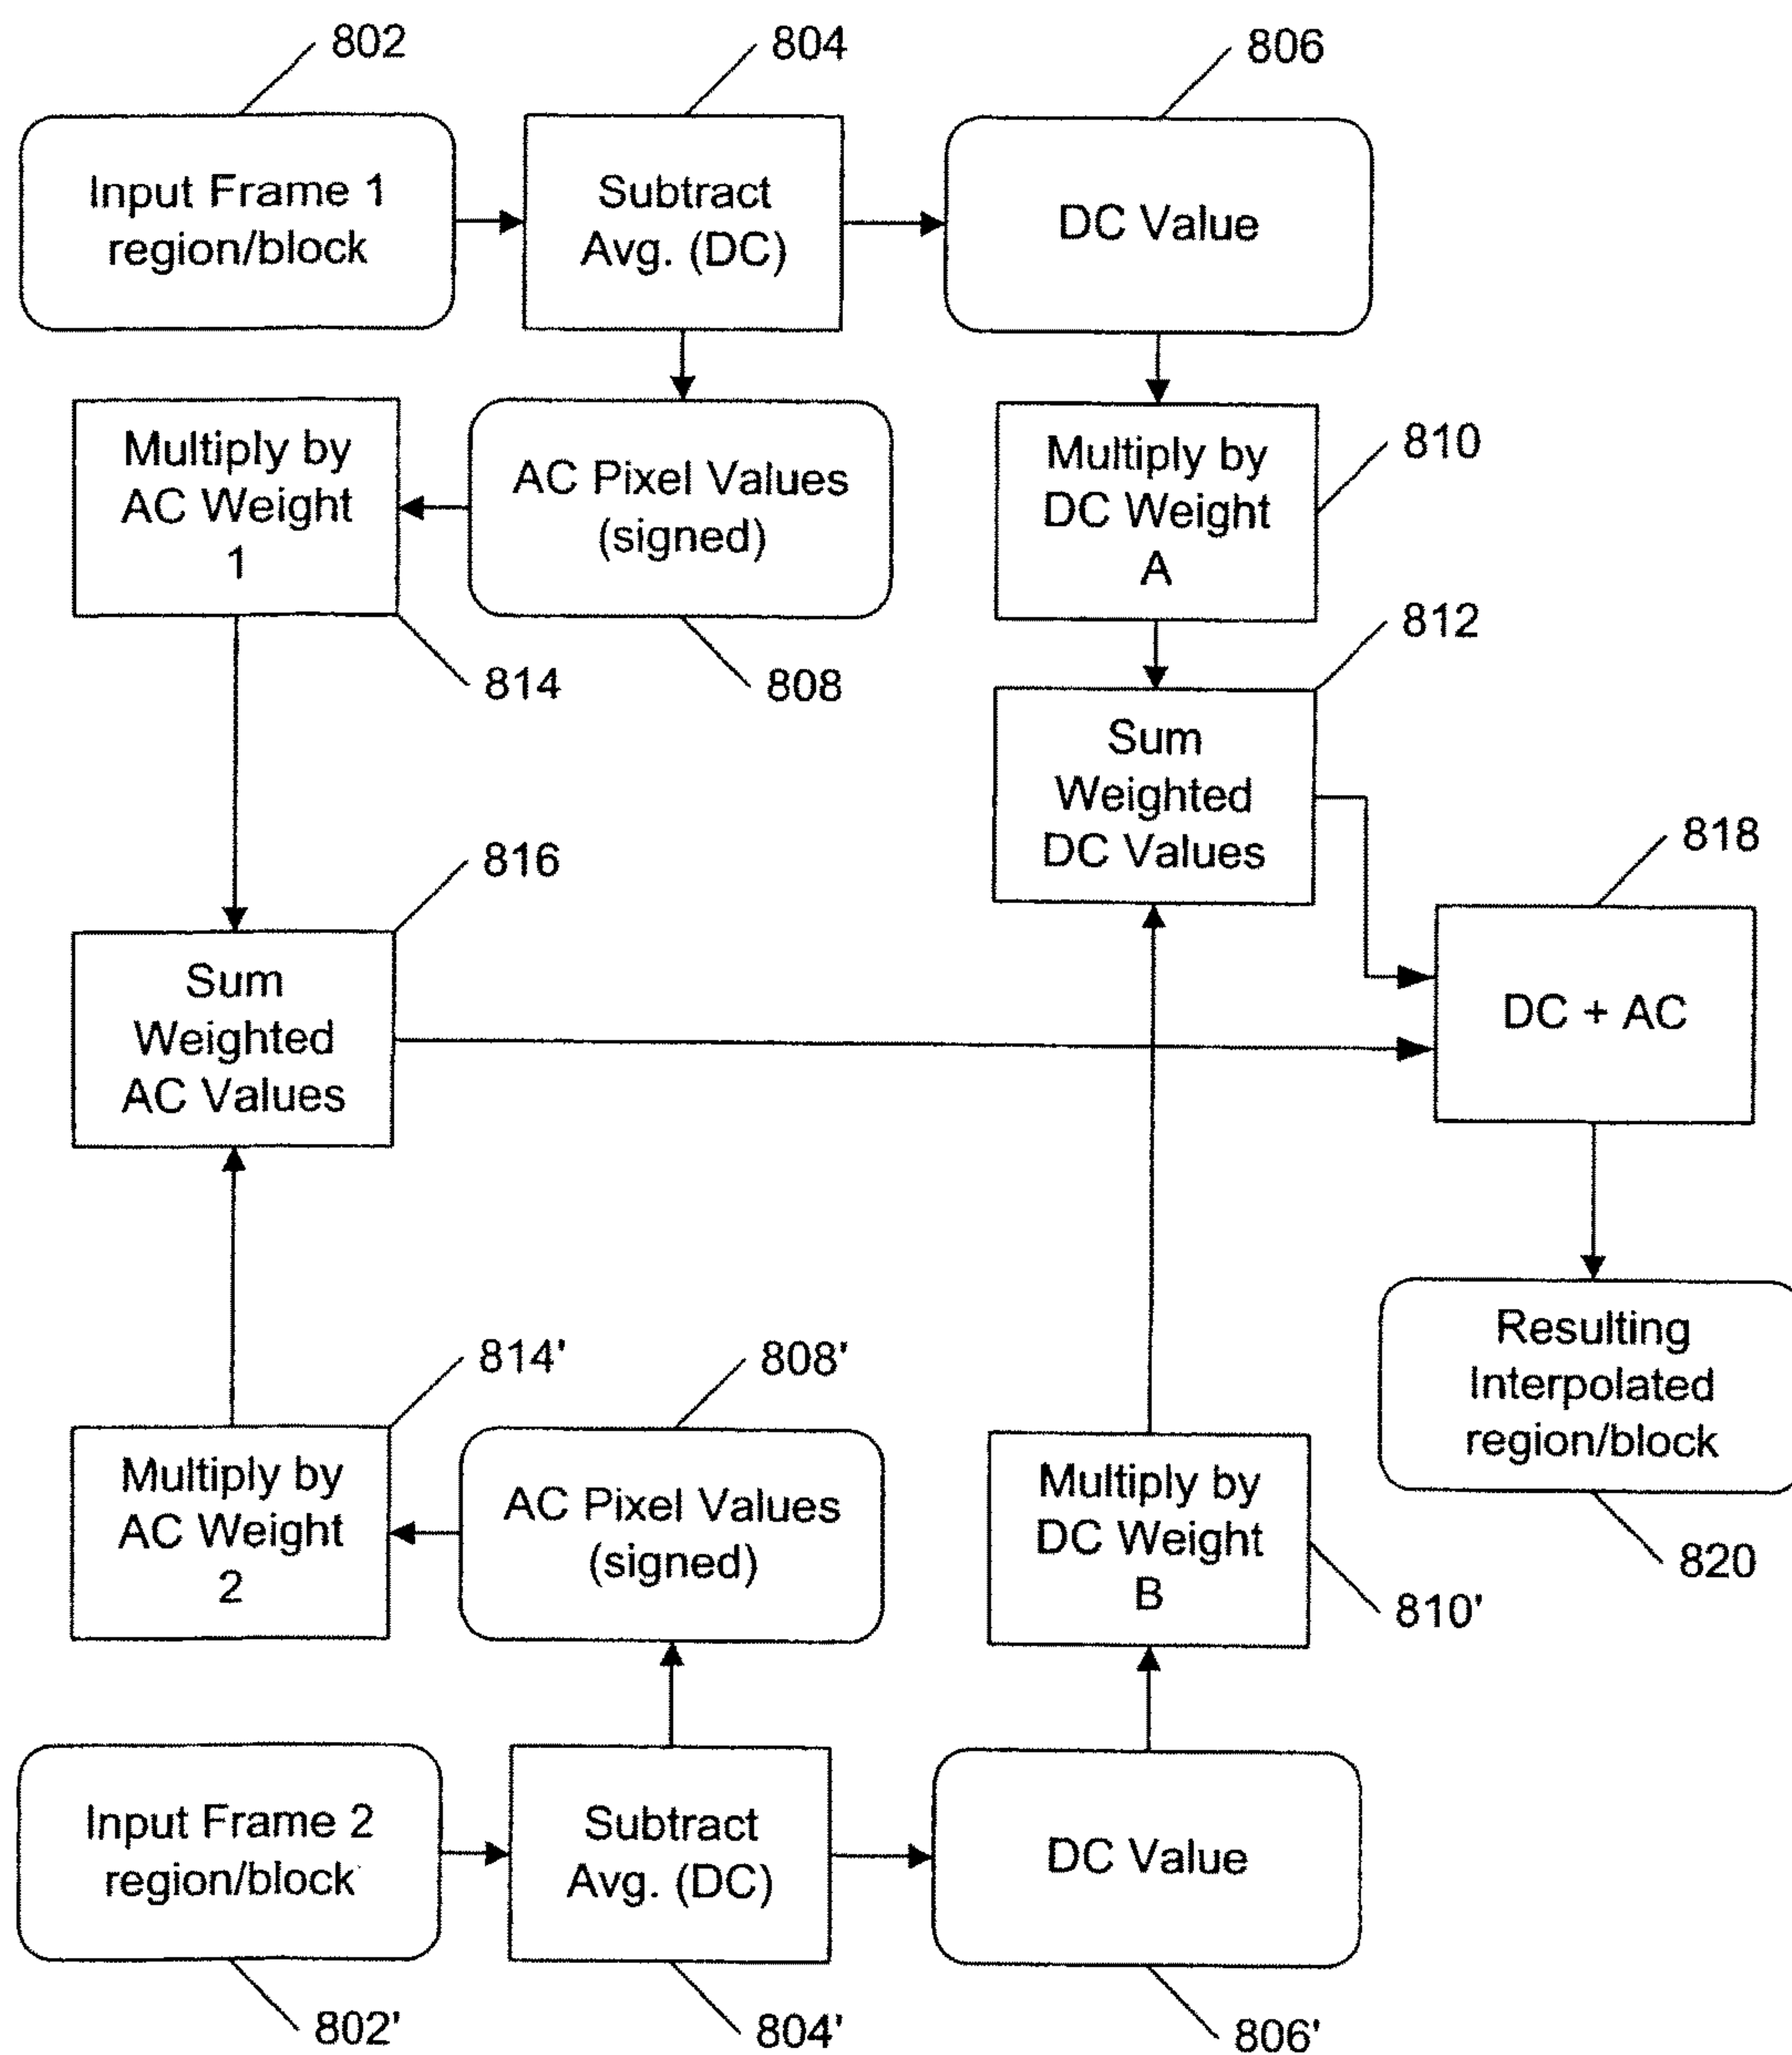 802
804
806
Input Frame 1
region/block
Subtract
Avg. (DC)
DC Value
Multiply by
AC Weight
1
AC Pixel Values
(signed)
Multiply by
DC Weight
A
810
814
808
812
Sum
Weighted
DC Values
816
818
Sum
Weighted
AC Values
DC + AC
814'
808'
Resulting
Interpolated
region/block
Multiply by
AC Weight
2
AC Pixel Values
(signed)
Multiply by
DC Weight
B
820
810'
Input Frame 2
region/block
Subtract
Avg. (DC)
DC Value
802'
804'
806'